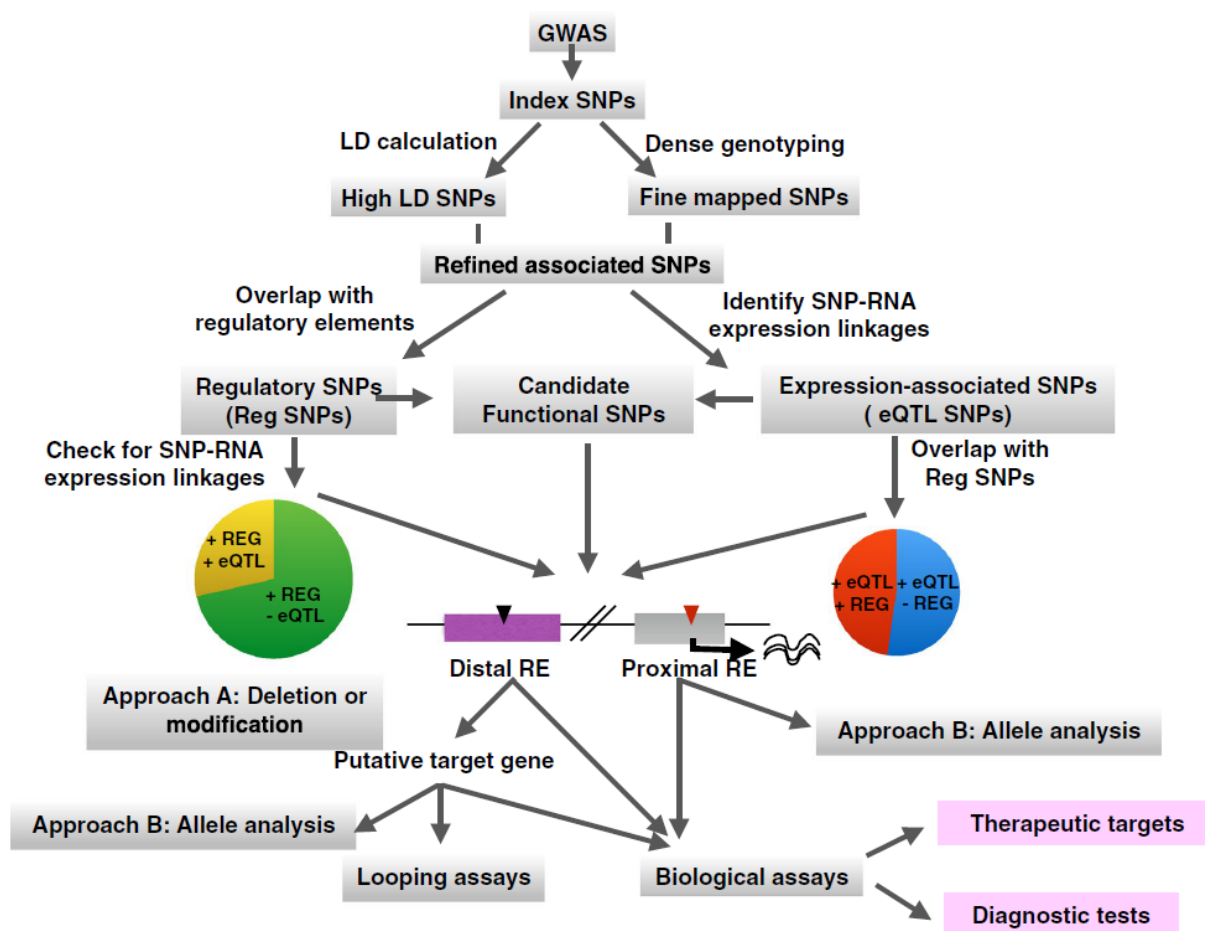 GWAS
Index SNPs
LD calculation
Dense genotyping
High LD SNPs
Fine mapped SNPs
Refined associated SNPs
Overlap with
regulatory elements
Identify SNP-RNA
expression linkages
Regulatory SNPs
(Reg SNPs)
Candidate
Functional SNPs
Expression-associated SNPs
( eQTL SNPs)
Check for SNP-RNA
expression linkages
Overlap with
Reg SNPs
+ REG
+ eQTL
+ REG
- eQTL
+ eQTL
+ REG
+ eQTL
- REG
Distal RE
Proximal RE
Approach A: Deletion or
modification
Approach B: Allele analysis
Putative target gene
Approach B: Allele analysis
Looping assays
Biological assays
Therapeutic targets
Diagnostic tests